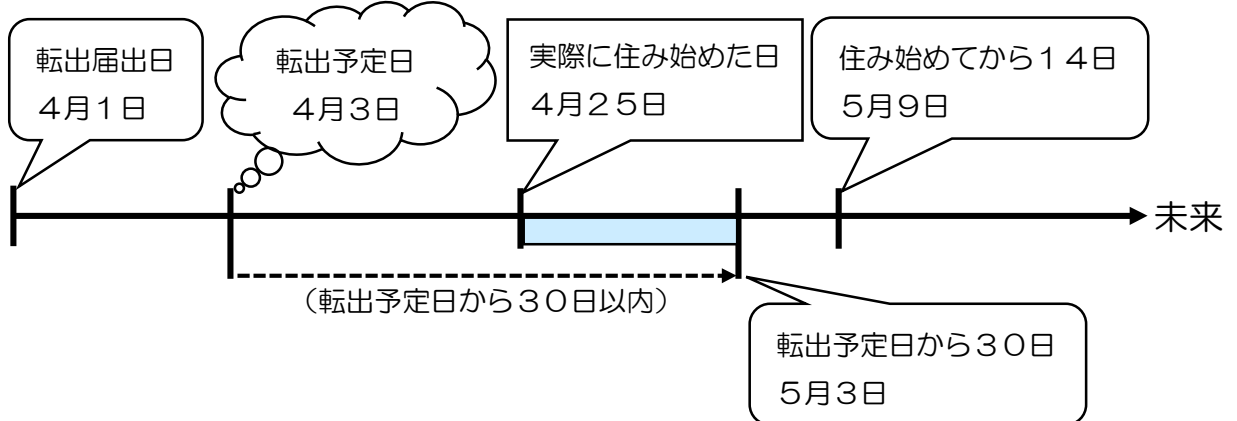 転出届出日
４月１日
転出予定日
４月３日
実際に住み始めた日
４月２５日
住み始めてから１４日
５月９日
未来
（転出予定日から３０日以内）
転出予定日から３０日
５月３日